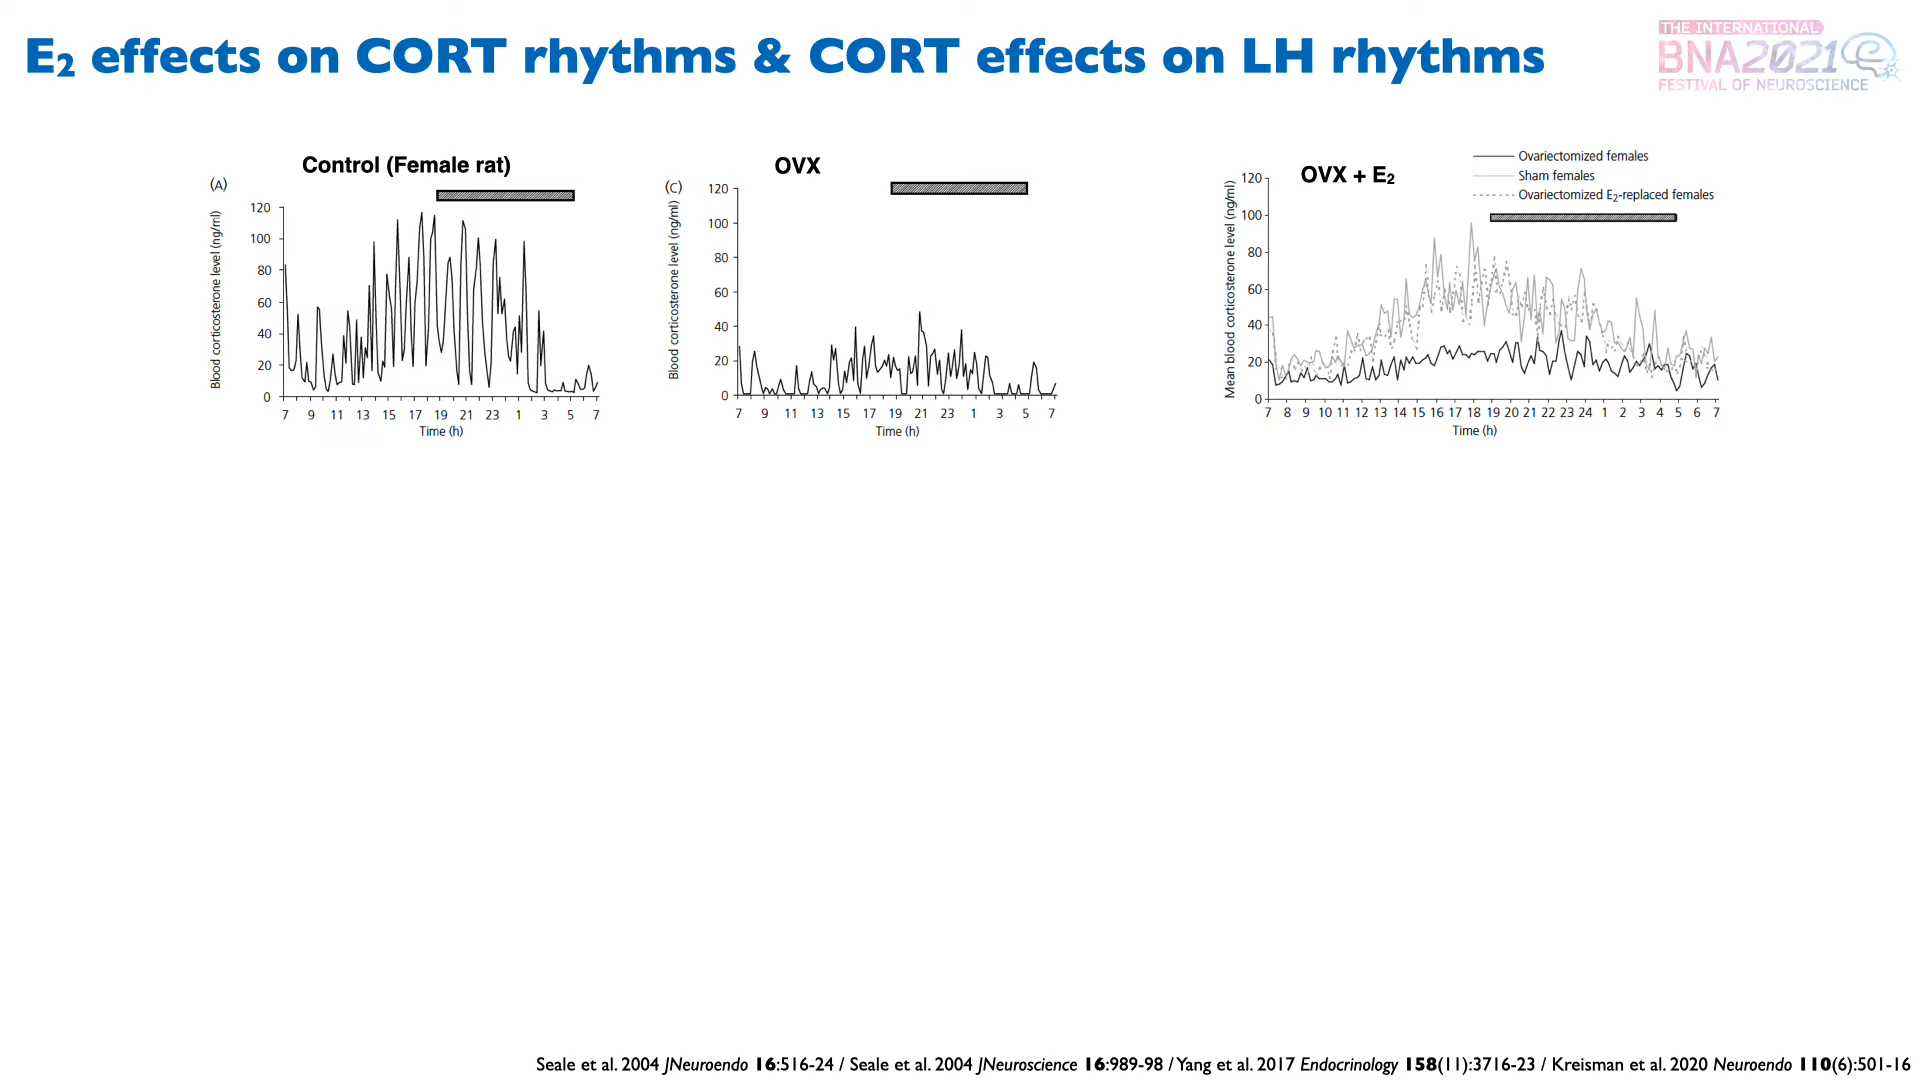 E₂ effects on CORT rhythms & CORT effects on LH rhythms
THE INTERNATIONAL
BNA2021
FESTIVAL OF NEUROSCIENCE
Control (Female rat)
(A)
Blood corticosterone level (ng/ml)
120
100
80
60
40
20
0
7 9 11 13 15 17 19 21 23 1 3 5 7
Time (h)
OVX
(C)
Blood corticosterone level (ng/ml)
120
100
80
60
40
20
0
7 9 11 13 15 17 19 21 23 1 3 5 7
Time (h)
OVX + E₂
Ovariectomized females
Sham females
Ovariectomized E₂-replaced females
Mean blood corticosterone level (ng/ml)
120
100
80
60
40
20
0
7 8 9 10 11 12 13 14 15 16 17 18 19 20 21 22 23 24 1 2 3 4 5 6 7
Time (h)
Seale et al. 2004 JNeuroendo 16:516-24 / Seale et al. 2004 JNeuroscience 16:989-98 / Yang et al. 2017 Endocrinology 158(11):3716-23 / Kreisman et al. 2020 Neuroendo 110(6):501-16